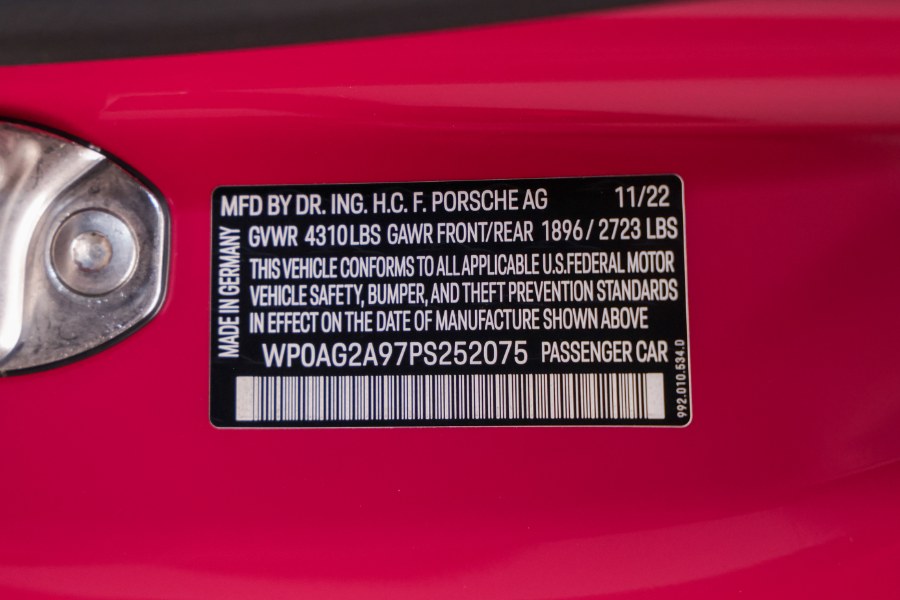 MFD BY DR. ING. H.C. F. PORSCHE AG 11/22
GVWR 4310 LBS GAWR FRONT/REAR 1896 / 2723 LBS
THIS VEHICLE CONFORMS TO ALL APPLICABLE U.S. FEDERAL MOTOR
VEHICLE SAFETY, BUMPER, AND THEFT PREVENTION STANDARDS
IN EFFECT ON THE DATE OF MANUFACTURE SHOWN ABOVE
WP0AG2A97PS252075 PASSENGER CAR
MADE IN GERMANY
992.010.534.D